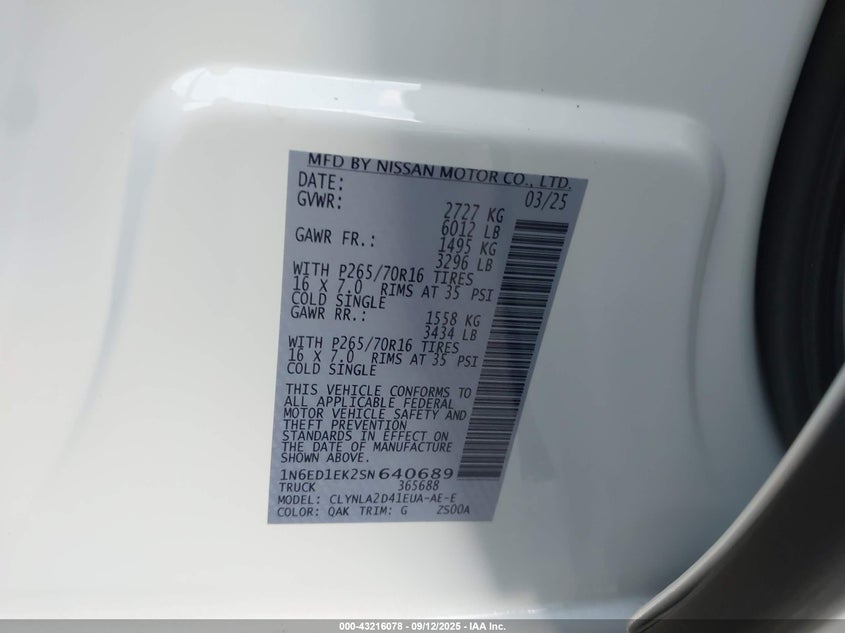 MFD BY NISSAN MOTOR CO., LTD.
DATE: 03/25
GVWR: 2727 KG
6012 LB
GAWR FR.: 1495 KG
3296 LB
WITH P265/70R16 TIRES
16 X 7.0 RIMS AT 35 PSI
COLD SINGLE
GAWR RR.: 1558 KG
3434 LB
WITH P265/70R16 TIRES
16 X 7.0 RIMS AT 35 PSI
COLD SINGLE
THIS VEHICLE CONFORMS TO
ALL APPLICABLE FEDERAL
MOTOR VEHICLE SAFETY AND
THEFT PREVENTION
STANDARDS IN EFFECT ON
THE DATE OF MANUFACTURE
SHOWN ABOVE.
1N6ED1EK2SN640689
TRUCK 365688
MODEL: CLYNLA2D41EUA-AE-E
COLOR: QAK TRIM: G ZS00A
000-43216078 - 09/12/2025 - IAA Inc.